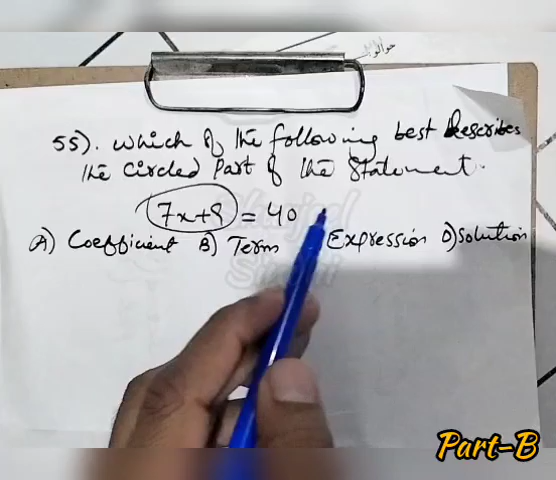 55). which of the following best describes
the circled part of the statement.
7x+8 = 40
A) Coefficient B) Term Expression D) Solution
Part-B